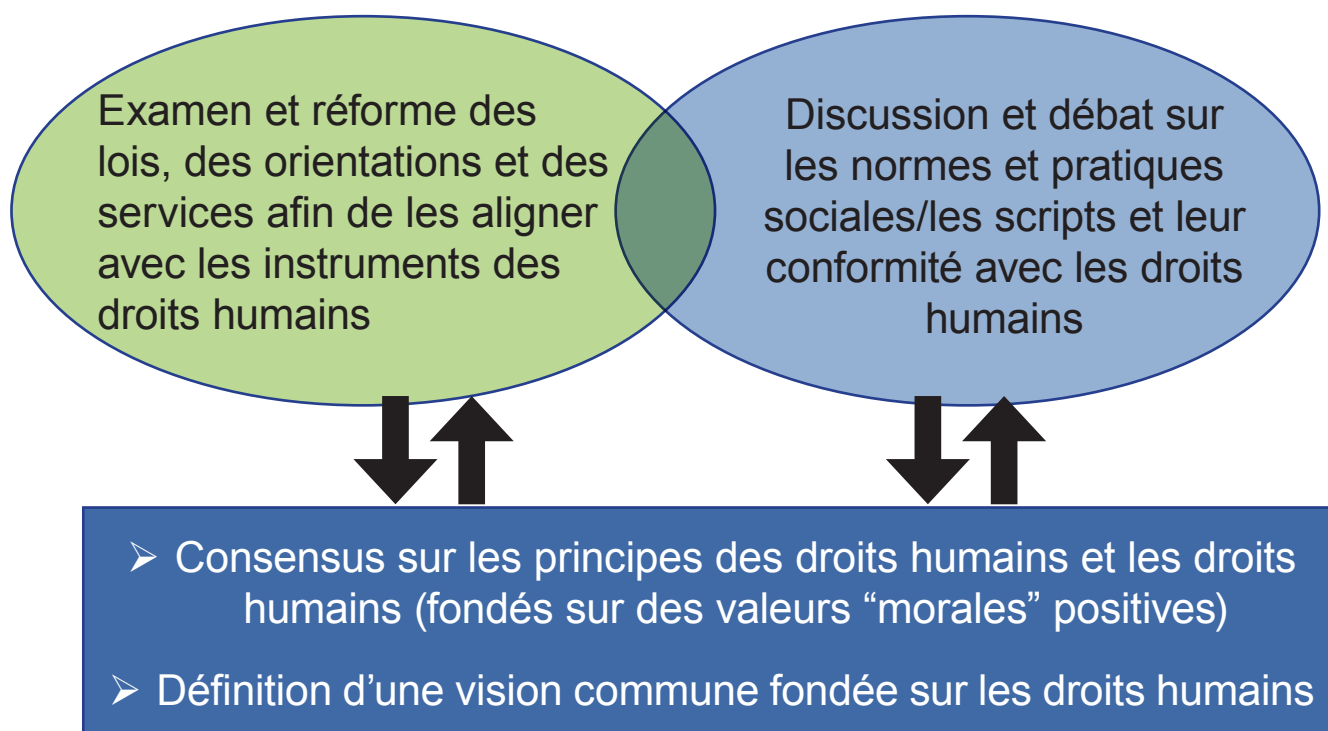 Examen et réforme des
lois, des orientations et des
services afin de les aligner
avec les instruments des
droits humains
Discussion et débat sur
les normes et pratiques
sociales/les scripts et leur
conformité avec les droits
humains
➢ Consensus sur les principes des droits humains et les droits
humains (fondés sur des valeurs “morales” positives)
➢ Définition d’une vision commune fondée sur les droits humains